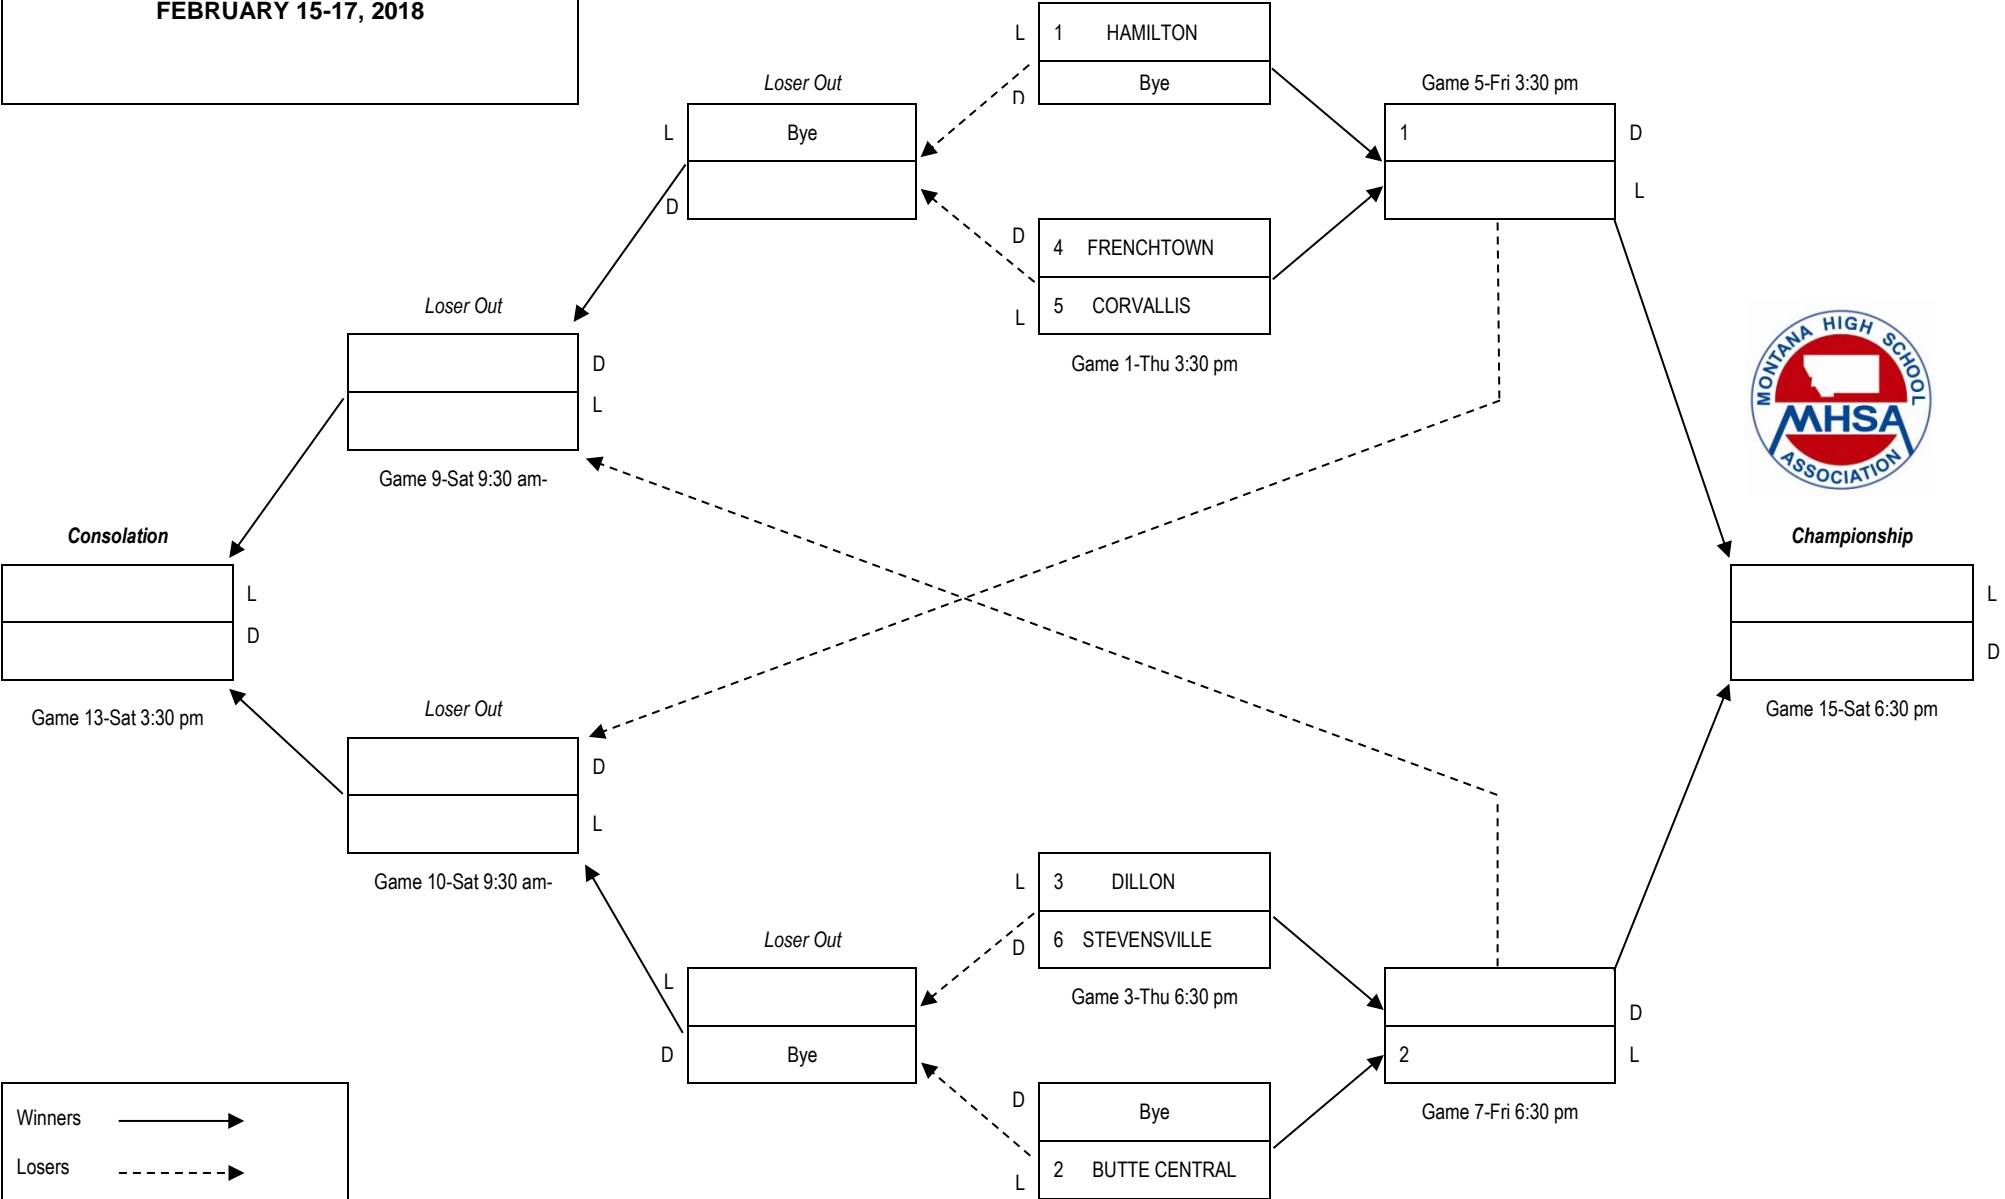 FEBRUARY 15-17, 2018
L 1 HAMILTON
Loser Out
Bye
Game 5-Fri 3:30 pm
D
L Bye
1 D
L
D
D 4 FRENCHTOWN
Loser Out
L 5 CORVALLIS
D
Game 1-Thu 3:30 pm
L
MONTANA HIGH SCHOOL
MHSA
ASSOCIATION
Game 9-Sat 9:30 am-
Consolation
Championship
L
L
D
D
Game 13-Sat 3:30 pm
Loser Out
Game 15-Sat 6:30 pm
D
L
Game 10-Sat 9:30 am-
L 3 DILLON
Loser Out
D 6 STEVENSVILLE
L
Game 3-Thu 6:30 pm
D
D Bye
2 L
D Bye
Game 7-Fri 6:30 pm
Winners
Losers
L 2 BUTTE CENTRAL